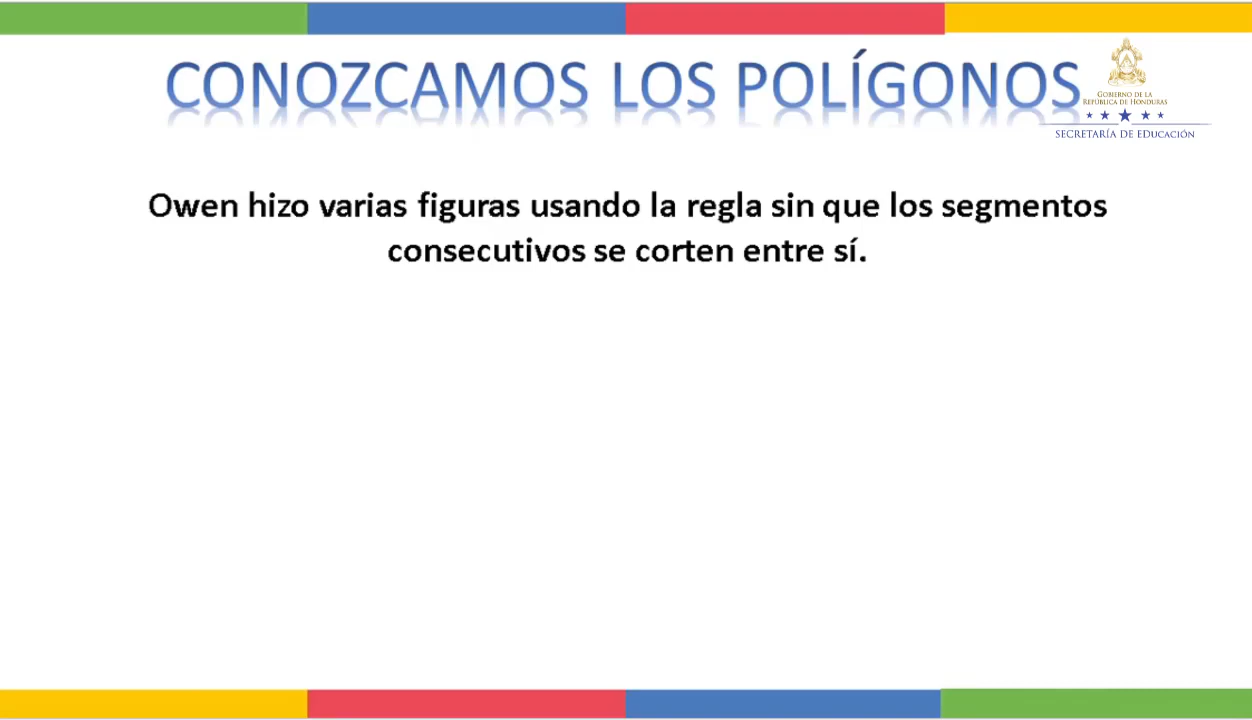 CONOZCAMOS LOS POLÍGONOS
GOBIERNO DE LA
REPÚBLICA DE HONDURAS
SECRETARÍA DE EDUCACIÓN
Owen hizo varias figuras usando la regla sin que los segmentos
consecutivos se corten entre sí.